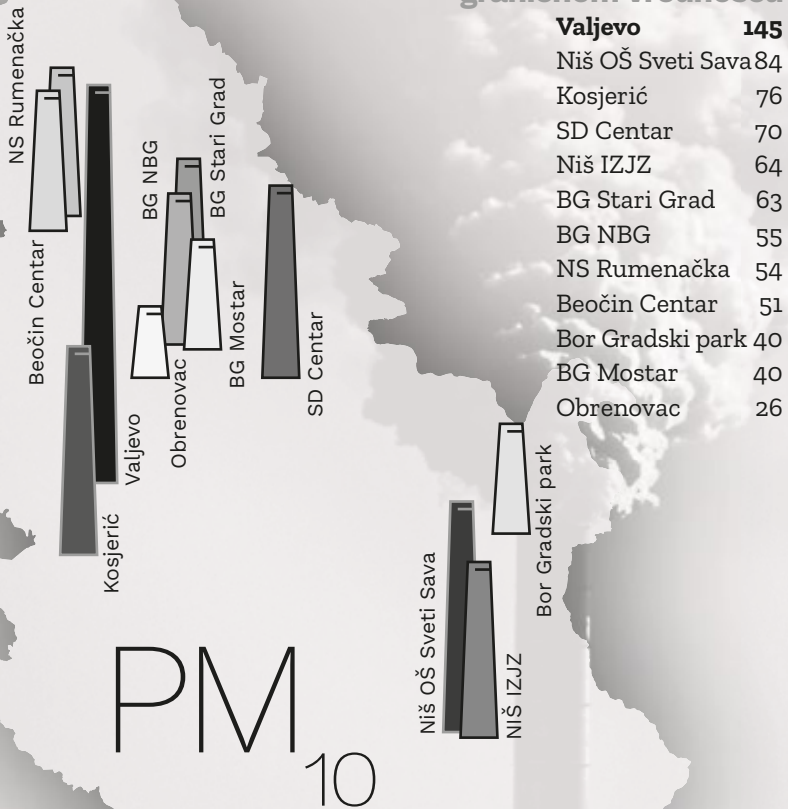 Valjevo 145
Niš OŠ Sveti Sava 84
Kosjerić 76
SD Centar 70
Niš IZJZ 64
BG Stari Grad 63
BG NBG 55
NS Rumenačka 54
Beočin Centar 51
Bor Gradski park 40
BG Mostar 40
Obrenovac 26
NS Rumenačka
BG NBG
BG Stari Grad
Beočin Centar
BG Mostar
SD Centar
Obrenovac
Valjevo
Kosjerić
Bor Gradski park
Niš OŠ Sveti Sava
NIŠ IZJZ
PM10